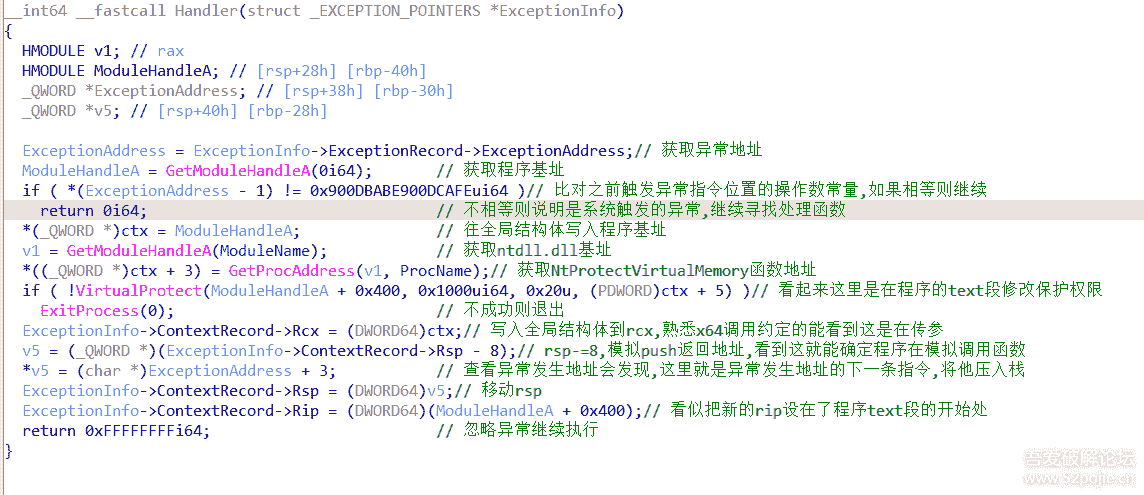 __int64 __fastcall Handler(struct _EXCEPTION_POINTERS *ExceptionInfo)
{
HMODULE v1; // rax
HMODULE ModuleHandleA; // [rsp+28h] [rbp-40h]
_QWORD *ExceptionAddress; // [rsp+38h] [rbp-30h]
_QWORD *v5; // [rsp+40h] [rbp-28h]
ExceptionAddress = ExceptionInfo->ExceptionRecord->ExceptionAddress;// 获取异常地址
ModuleHandleA = GetModuleHandleA(0i64); // 获取程序基址
if ( *(ExceptionAddress - 1) != 0x900DBABE900DCAFEui64 )// 比对之前触发异常指令位置的操作数常量,如果相等则继续
return 0i64; // 不相等则说明是系统触发的异常,继续寻找处理函数
*(_QWORD *)ctx = ModuleHandleA; // 往全局结构体写入程序基址
v1 = GetModuleHandleA(ModuleName); // 获取ntdll.dll基址
*((_QWORD *)ctx + 3) = GetProcAddress(v1, ProcName);// 获取NtProtectVirtualMemory函数地址
if ( !VirtualProtect(ModuleHandleA + 0x400, 0x1000ui64, 0x20u, (PDWORD)ctx + 5) )// 看起来这里是在程序的text段修改保护权限
ExitProcess(0); // 不成功则退出
ExceptionInfo->ContextRecord->Rcx = (DWORD64)ctx;// 写入全局结构体到rcx,熟悉x64调用约定的能看到这是在传参
v5 = (_QWORD *)(ExceptionInfo->ContextRecord->Rsp - 8);// rsp-=8,模拟push返回地址,看到这就能确定程序在模拟调用函数
*v5 = (char *)ExceptionAddress + 3; // 查看异常发生地址会发现,这里就是异常发生地址的下一条指令,将他压入栈
ExceptionInfo->ContextRecord->Rsp = (DWORD64)v5;// 移动rsp
ExceptionInfo->ContextRecord->Rip = (DWORD64)(ModuleHandleA + 0x400);// 看似把新的rip设在了程序text段的开始处
return 0xFFFFFFFFi64; // 忽略异常继续执行
}
吾爱破解论坛
www.52pojie.cn